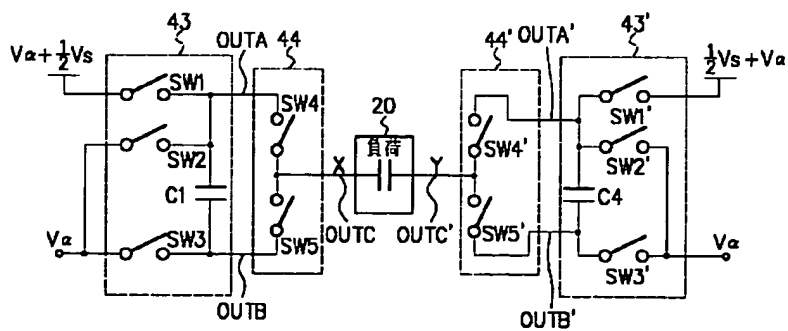 43
OUTA
44
OUTA'
43'
44'
Vα+½Vs
½Vs+Vα
SW1
SW4
20
負荷
SW1'
SW2
SW4'
SW2'
C1
X
Y
C4
Vα
SW3
SW5
OUTC
OUTC'
SW5'
SW3'
Vα
OUTB
OUTB'